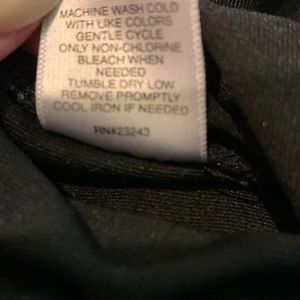 MACHINE WASH COLD
WITH LIKE COLORS
GENTLE CYCLE
ONLY NON-CHLORINE
BLEACH WHEN
NEEDED
TUMBLE DRY LOW
REMOVE PROMPTLY
COOL IRON IF NEEDED
RN#23243